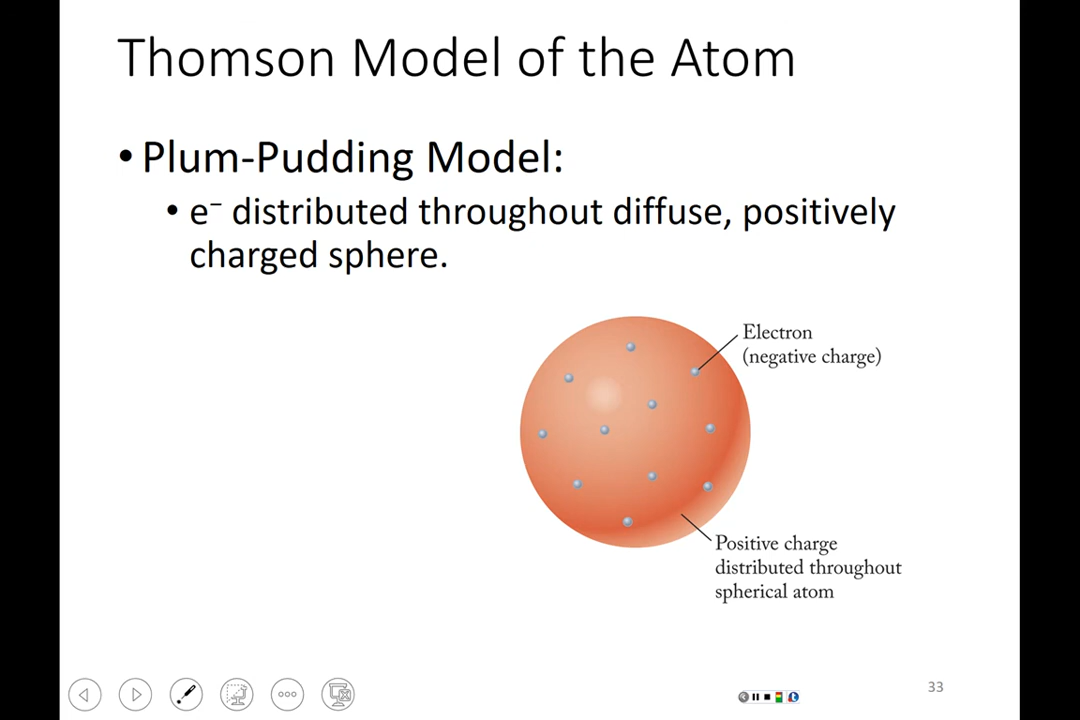 Thomson Model of the Atom
• Plum-Pudding Model:
• e⁻ distributed throughout diffuse, positively
charged sphere.
Electron
(negative charge)
Positive charge
distributed throughout
spherical atom
33